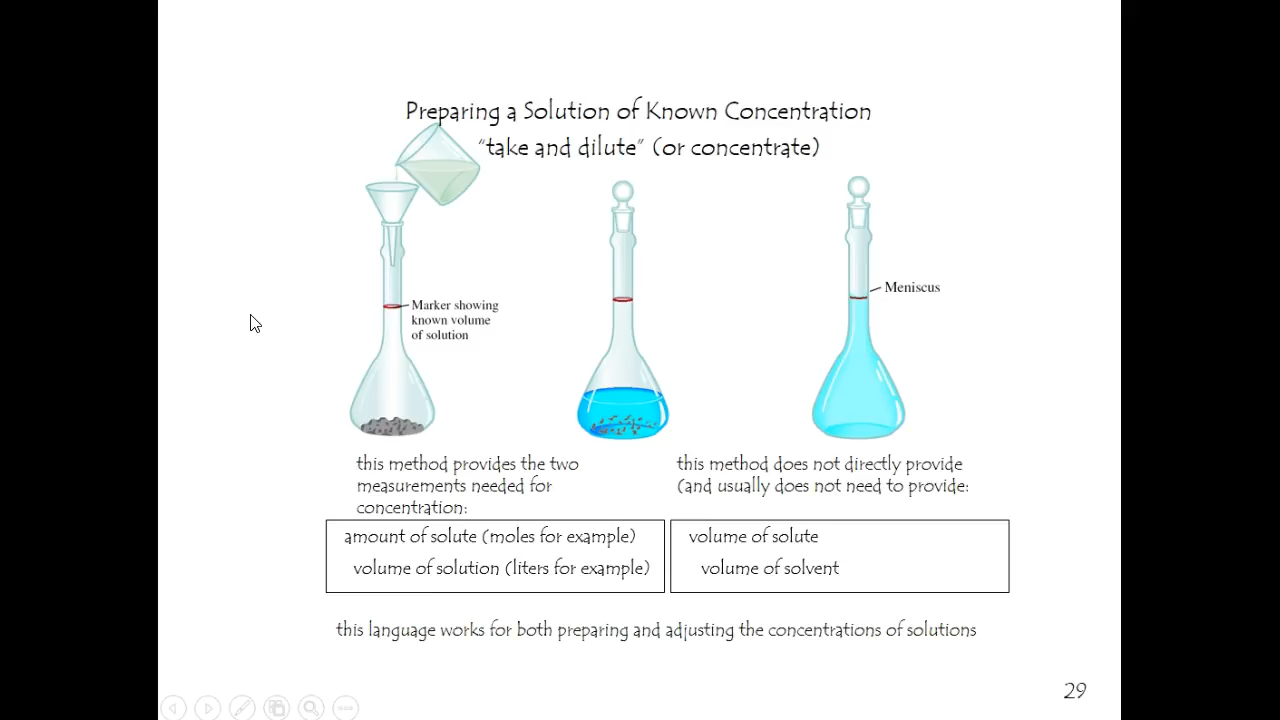 Preparing a Solution of Known Concentration
“take and dilute” (or concentrate)
Marker showing
known volume
of solution
Meniscus
this method provides the two
measurements needed for
concentration:
amount of solute (moles for example)
volume of solution (liters for example)
this method does not directly provide
(and usually does not need to provide:
volume of solute
volume of solvent
this language works for both preparing and adjusting the concentrations of solutions
29